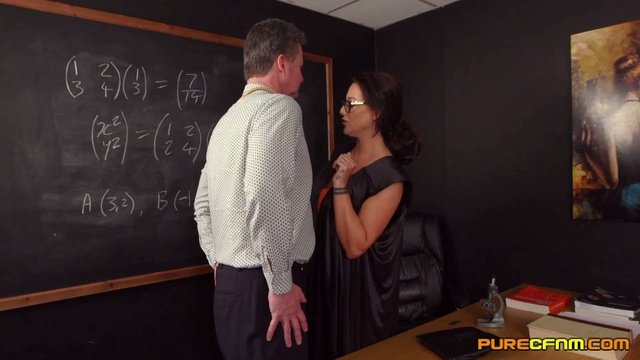 (1 2
3 4)(1
3) = (7
15)
(x²
y²) = (1 2
2 4)
A (3,2), B (-1
PURECFNM.COM